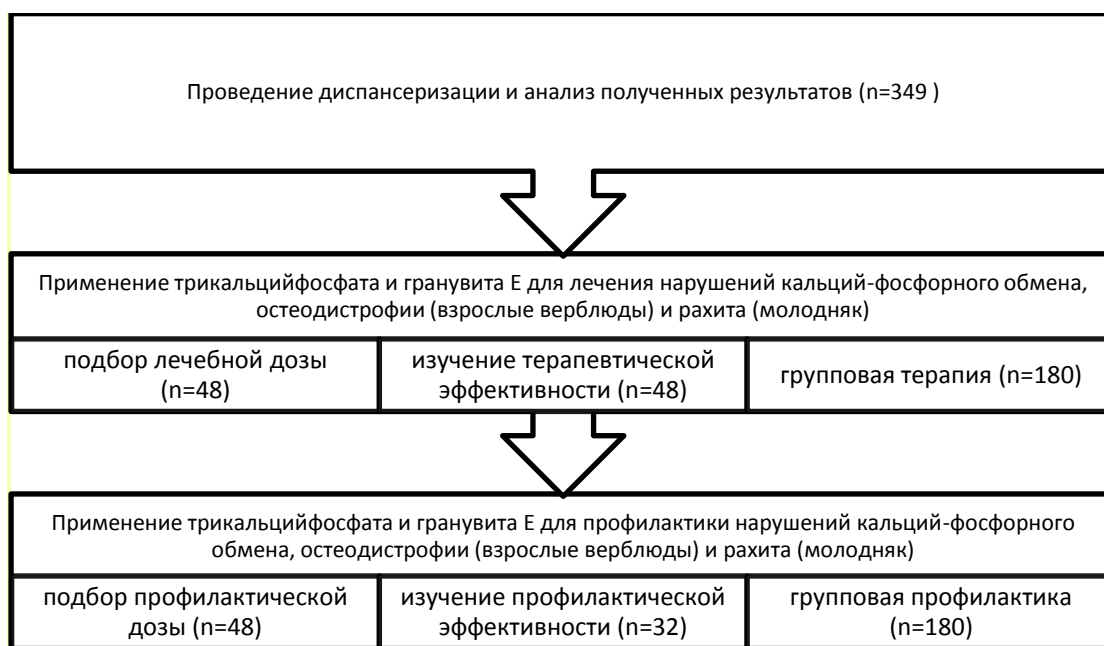 Проведение диспансеризации и анализ полученных результатов (n=349 )
Применение трикальцийфосфата и гранувита Е для лечения нарушений кальций-фосфорного обмена,
остеодистрофии (взрослые верблюды) и рахита (молодняк)
подбор лечебной дозы
(n=48)
изучение терапевтической
эффективности (n=48)
групповая терапия (n=180)
Применение трикальцийфосфата и гранувита Е для профилактики нарушений кальций-фосфорного
обмена, остеодистрофии (взрослые верблюды) и рахита (молодняк)
подбор профилактической
дозы (n=48)
изучение профилактической
эффективности (n=32)
групповая профилактика
(n=180)